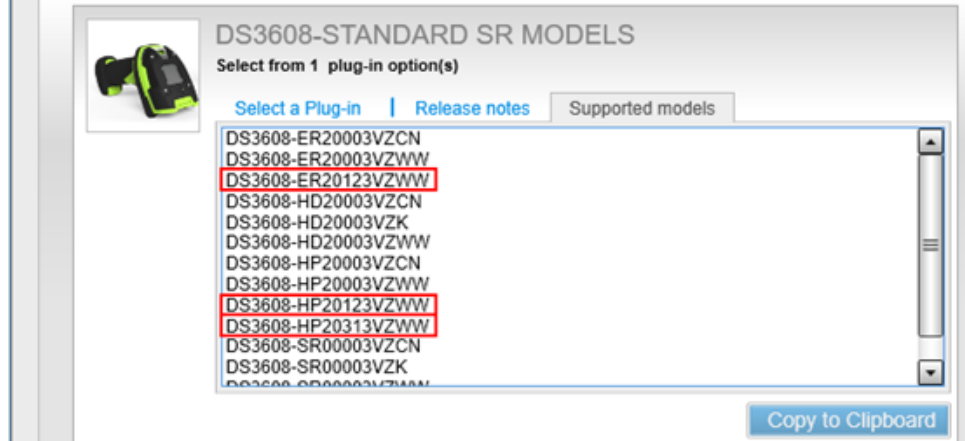 DS3608-STANDARD SR MODELS
Select from 1 plug-in option(s)
Select a Plug-in | Release notes Supported models
DS3608-ER20003VZCN
DS3608-ER20003VZWW
DS3608-ER20123VZWW
DS3608-HD20003VZCN
DS3608-HD20003VZK
DS3608-HD20003VZWW
DS3608-HP20003VZCN
DS3608-HP20003VZWW
DS3608-HP20123VZWW
DS3608-HP20313VZWW
DS3608-SR00003VZCN
DS3608-SR00003VZK
Copy to Clipboard